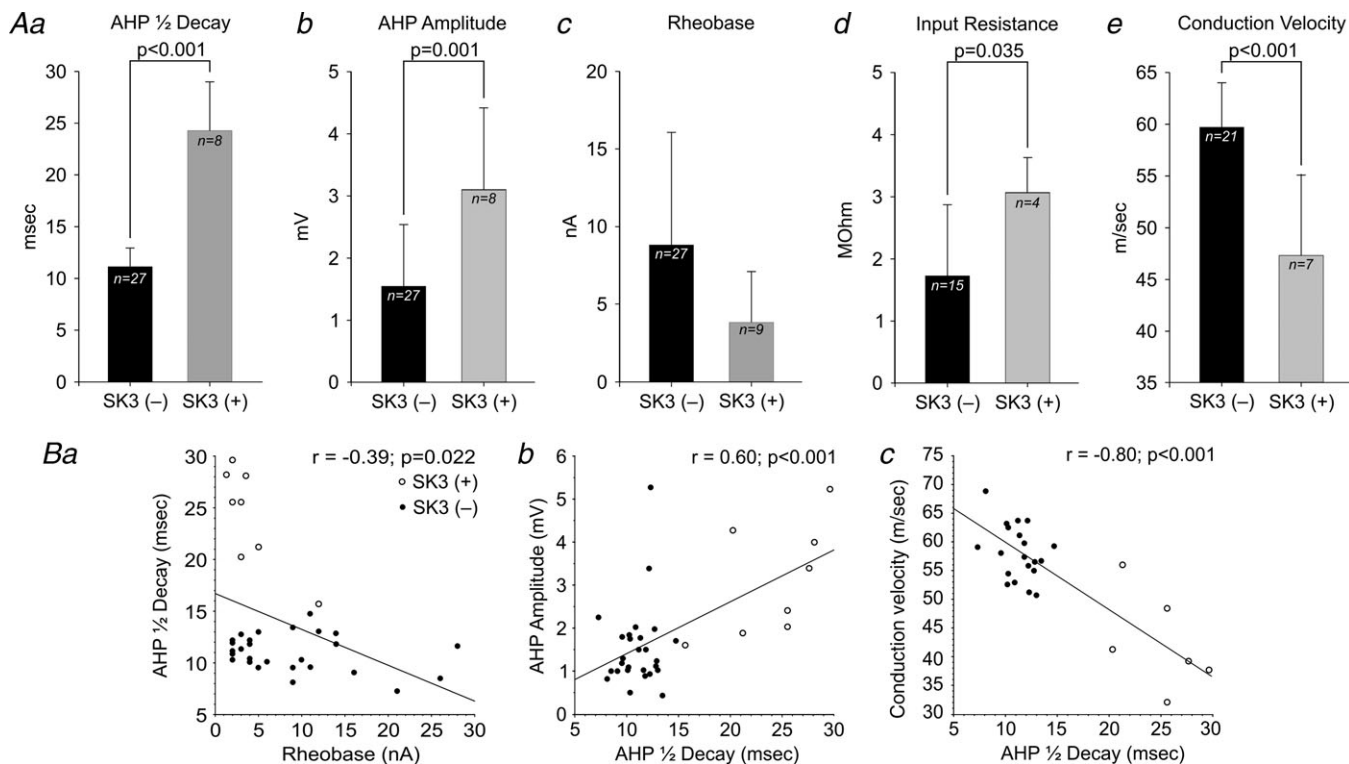 Aa
AHP ½ Decay
p<0.001
msec
30
25
20
15
10
5
0
n=27
n=8
SK3 (–) SK3 (+)
b
AHP Amplitude
p=0.001
mV
5
4
3
2
1
0
n=27
n=8
SK3 (–) SK3 (+)
c
Rheobase
nA
20
15
10
5
0
n=27
n=9
SK3 (–) SK3 (+)
d
Input Resistance
p=0.035
MOhm
5
4
3
2
1
0
n=15
n=4
SK3 (–) SK3 (+)
e
Conduction Velocity
p<0.001
m/sec
65
60
55
50
45
40
35
n=21
n=7
SK3 (–) SK3 (+)
Ba
r = -0.39; p=0.022
SK3 (+)
SK3 (–)
AHP ½ Decay (msec)
30
25
20
15
10
5
0 5 10 15 20 25 30
Rheobase (nA)
b
r = 0.60; p<0.001
AHP Amplitude (mV)
6
5
4
3
2
1
0
5 10 15 20 25 30
AHP ½ Decay (msec)
c
r = -0.80; p<0.001
Conduction velocity (m/sec)
75
70
65
60
55
50
45
40
35
30
5 10 15 20 25 30
AHP ½ Decay (msec)